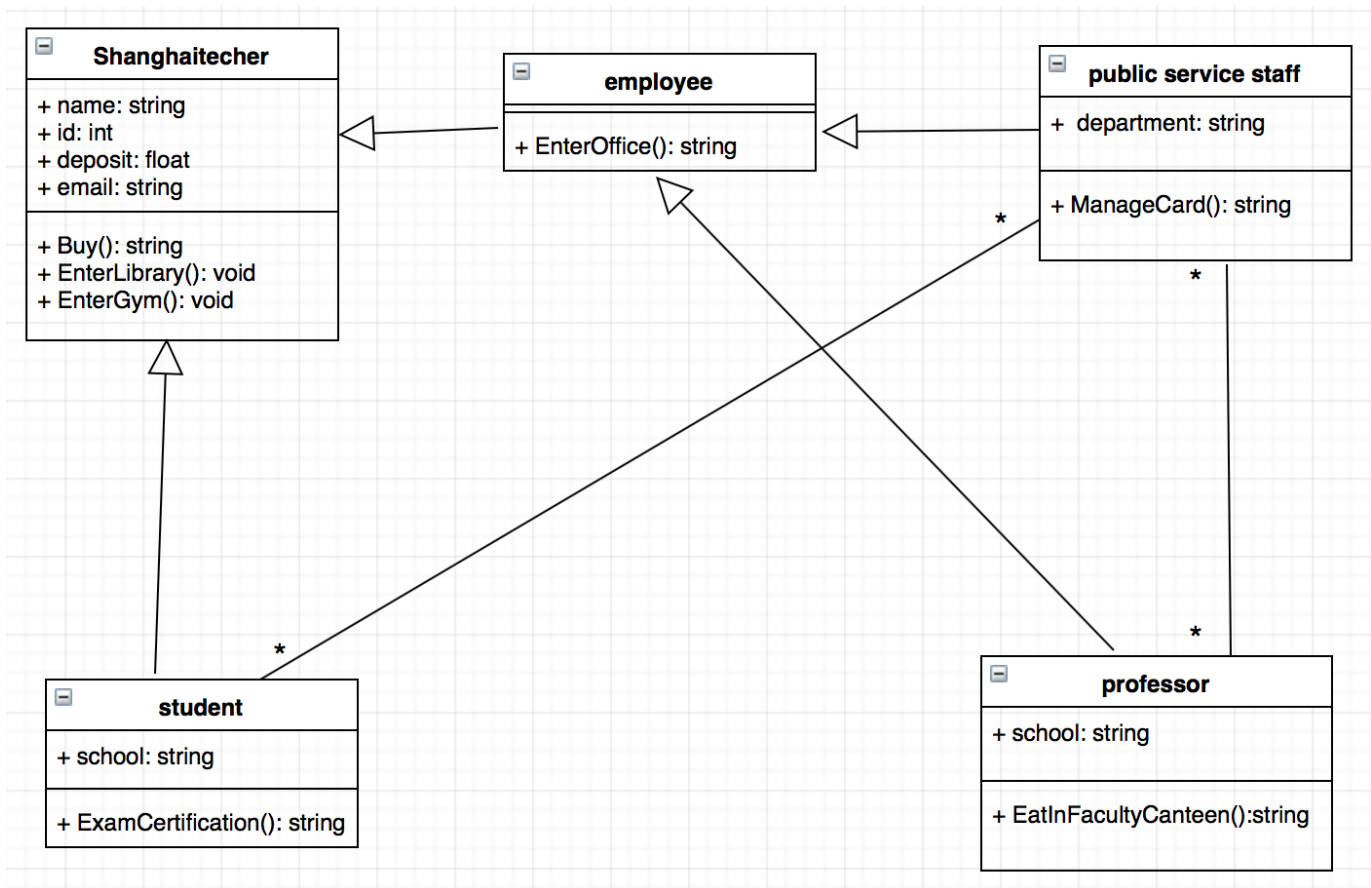 Shanghaitecher
+ name: string
+ id: int
+ deposit: float
+ email: string
+ Buy(): string
+ EnterLibrary(): void
+ EnterGym(): void
employee
+ EnterOffice(): string
public service staff
+ department: string
+ ManageCard(): string
*
*
*
*
student
+ school: string
+ ExamCertification(): string
professor
+ school: string
+ EatInFacultyCanteen():string